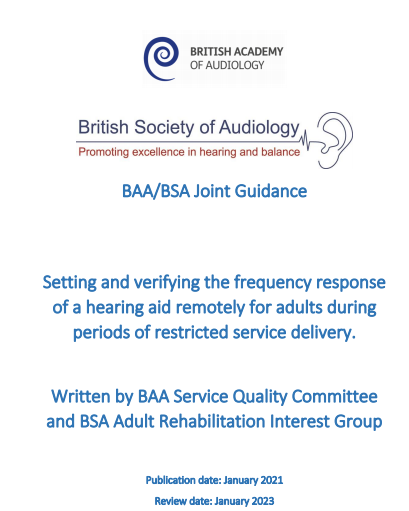 BRITISH ACADEMY
OF AUDIOLOGY
British Society of Audiology
Promoting excellence in hearing and balance
BAA/BSA Joint Guidance
Setting and verifying the frequency response
of a hearing aid remotely for adults during
periods of restricted service delivery.
Written by BAA Service Quality Committee
and BSA Adult Rehabilitation Interest Group
Publication date: January 2021
Review date: January 2023